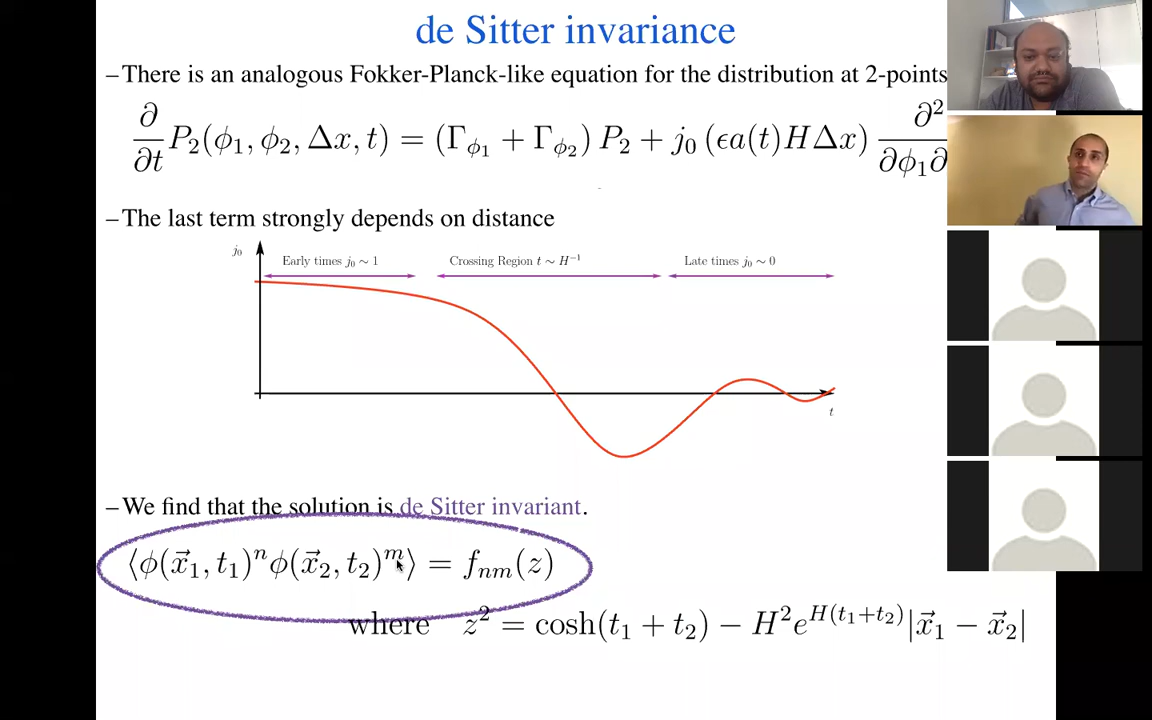 de Sitter invariance
–There is an analogous Fokker-Planck-like equation for the distribution at 2-points
∂/∂t P₂(ϕ₁, ϕ₂, Δx, t) = (Γ_ϕ₁ + Γ_ϕ₂) P₂ + j₀ (ϵa(t)HΔx) ∂²/∂ϕ₁∂
–The last term strongly depends on distance
j₀
Early times j₀ ∼ 1
Crossing Region t ∼ H⁻¹
Late times j₀ ∼ 0
t
–We find that the solution is de Sitter invariant.
⟨ϕ(x⃗₁, t₁)ⁿϕ(x⃗₂, t₂)ᵐ⟩ = fₙₘ(z)
where z² = cosh(t₁ + t₂) − H²e^{H(t₁+t₂)}|x⃗₁ − x⃗₂|